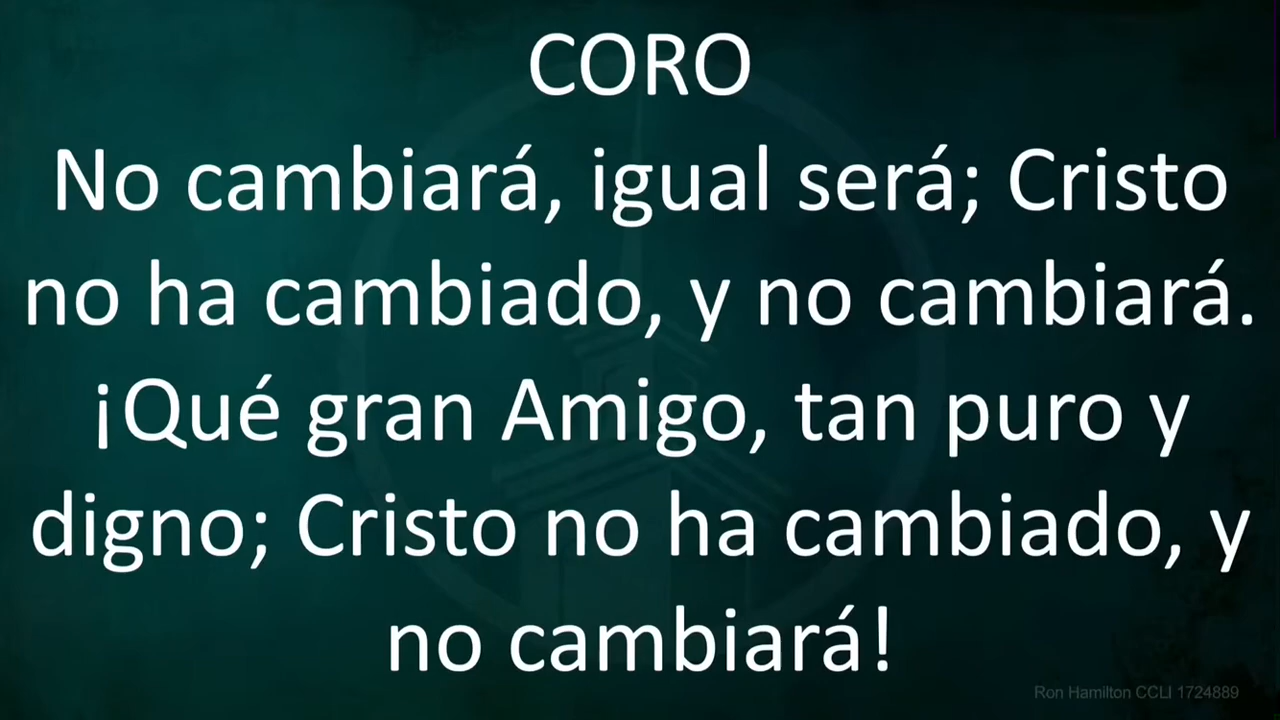 CORO
No cambiará, igual será; Cristo
no ha cambiado, y no cambiará.
¡Qué gran Amigo, tan puro y
digno; Cristo no ha cambiado, y
no cambiará!
Ron Hamilton CCLI 1724889